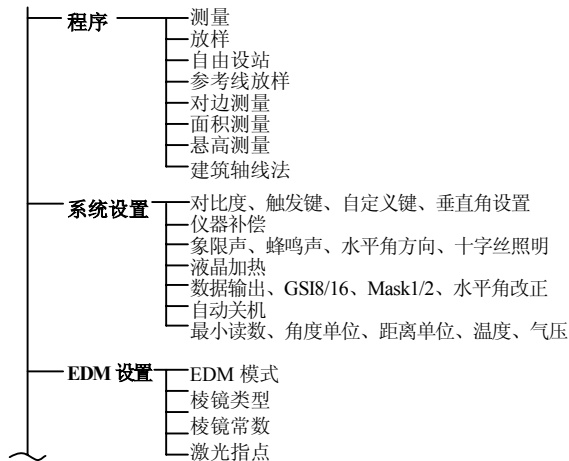 程序
测量
放样
自由设站
参考线放样
对边测量
面积测量
悬高测量
建筑轴线法
系统设置
对比度、触发键、自定义键、垂直角设置
仪器补偿
象限声、蜂鸣声、水平角方向、十字丝照明
液晶加热
数据输出、GSI8/16、Mask1/2、水平角改正
自动关机
最小读数、角度单位、距离单位、温度、气压
EDM 设置
EDM 模式
棱镜类型
棱镜常数
激光指点